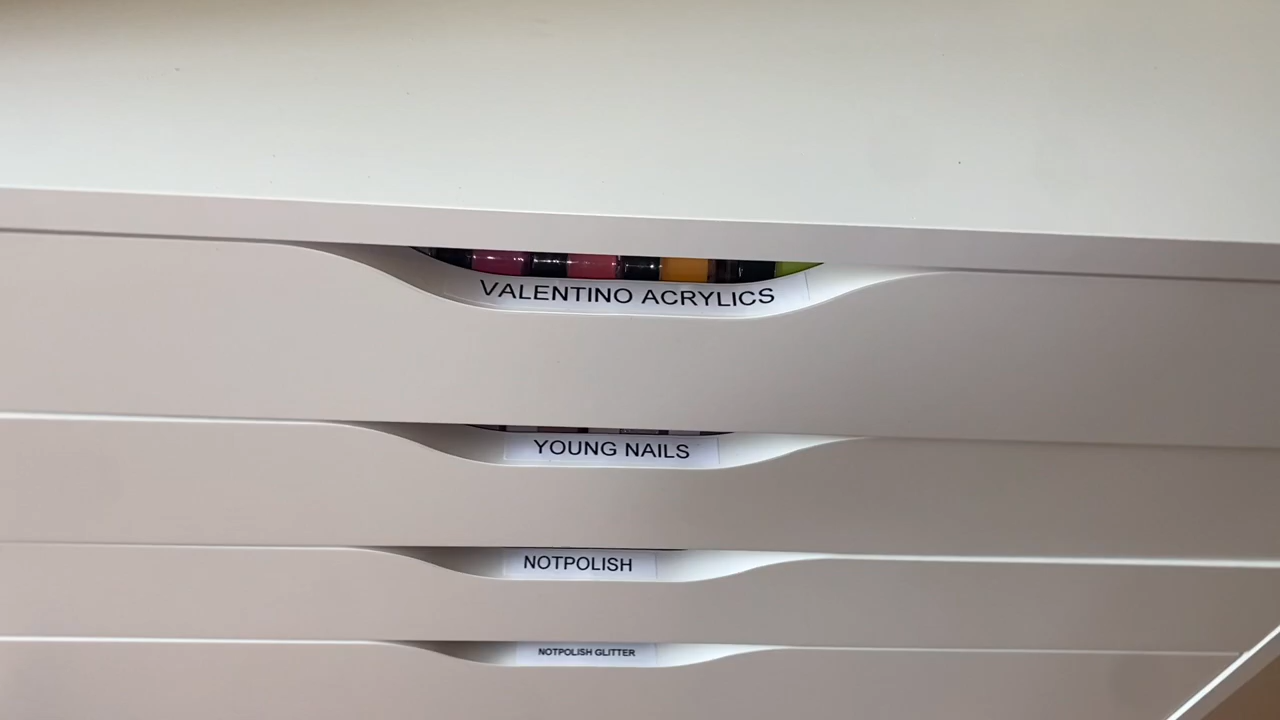 VALENTINO ACRYLICS
YOUNG NAILS
NOTPOLISH
NOTPOLISH GLITTER